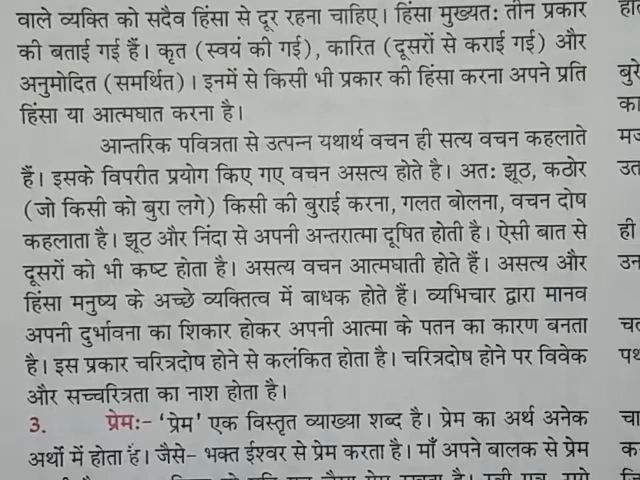 वाले व्यक्ति को सदैव हिंसा से दूर रहना चाहिए। हिंसा मुख्यत: तीन प्रकार
की बताई गई हैं। कृत (स्वयं की गई), कारित (दूसरों से कराई गई) और
अनुमोदित (समर्थित)। इनमें से किसी भी प्रकार की हिंसा करना अपने प्रति
हिंसा या आत्मघात करना है।
आन्तरिक पवित्रता से उत्पन्न यथार्थ वचन ही सत्य वचन कहलाते
हैं। इसके विपरीत प्रयोग किए गए वचन असत्य होते है। अत: झूठ, कठोर
(जो किसी को बुरा लगे) किसी की बुराई करना, गलत बोलना, वचन दोष
कहलाता है। झूठ और निंदा से अपनी अन्तरात्मा दूषित होती है। ऐसी बात से
दूसरों को भी कष्ट होता है। असत्य वचन आत्मघाती होते हैं। असत्य और
हिंसा मनुष्य के अच्छे व्यक्तित्व में बाधक होते हैं। व्यभिचार द्वारा मानव
अपनी दुर्भावना का शिकार होकर अपनी आत्मा के पतन का कारण बनता
है। इस प्रकार चरित्रदोष होने से कलंकित होता है। चरित्रदोष होने पर विवेक
और सच्चरित्रता का नाश होता है।
3. प्रेम:- 'प्रेम' एक विस्तृत व्याख्या शब्द है। प्रेम का अर्थ अनेक
अर्थो में होता है। जैसे- भक्त ईश्वर से प्रेम करता है। माँ अपने बालक से प्रेम
बुरे
का
उत
ही
उन
चा